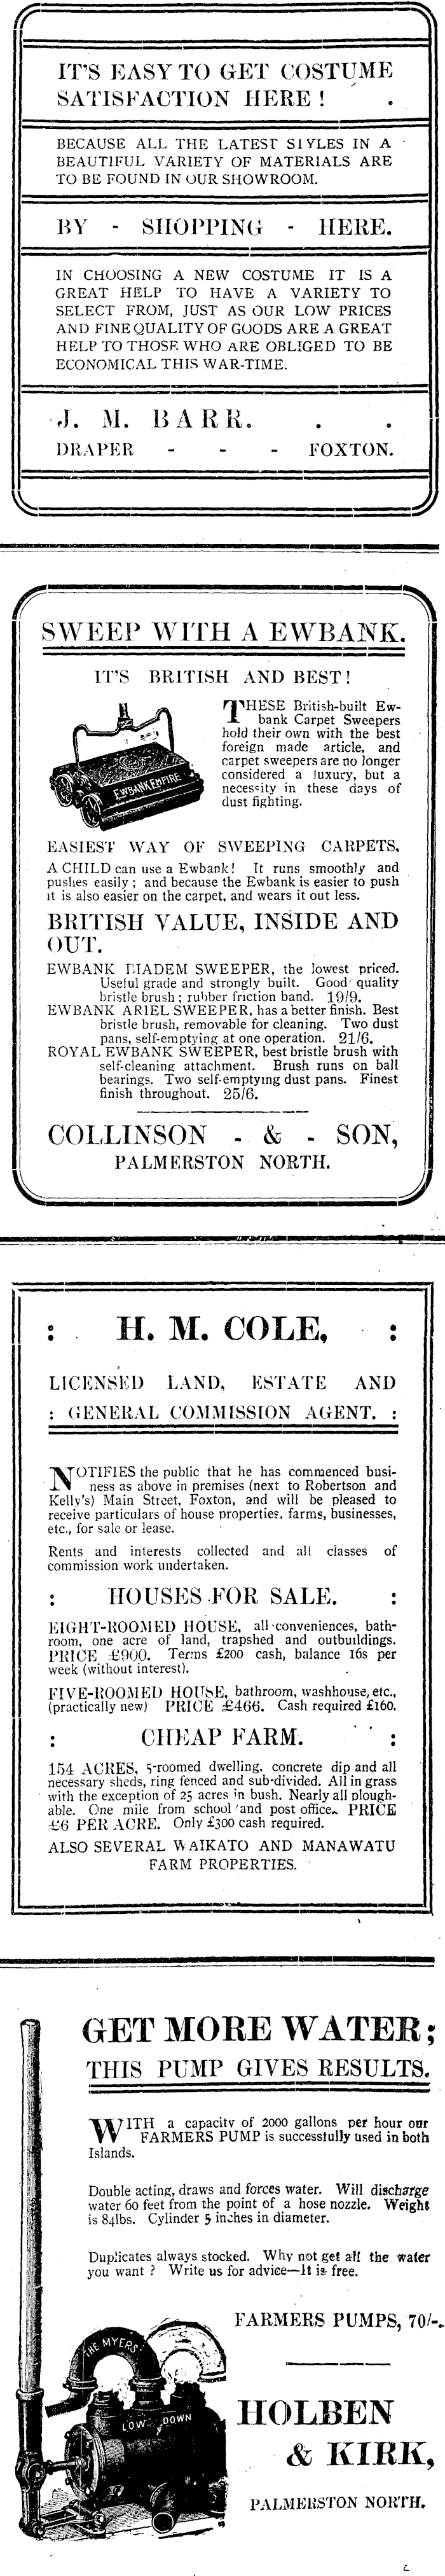 IT'S EASY TO GET COSTUME
SATISFACTION HERE !
BECAUSE ALL THE LATEST STYLES IN A
BEAUTIFUL VARIETY OF MATERIALS ARE
TO BE FOUND IN OUR SHOWROOM.
BY - SHOPPING - HERE.
IN CHOOSING A NEW COSTUME IT IS A
GREAT HELP TO HAVE A VARIETY TO
SELECT FROM, JUST AS OUR LOW PRICES
AND FINE QUALITY OF GOODS ARE A GREAT
HELP TO THOSE WHO ARE OBLIGED TO BE
ECONOMICAL THIS WAR-TIME.
J. M. BARR. . .
DRAPER - - - FOXTON.
SWEEP WITH A EWBANK.
IT'S BRITISH AND BEST!
THESE British-built Ew-
bank Carpet Sweepers
hold their own with the best
foreign made article, and
carpet sweepers are no longer
considered a luxury, but a
necessity in these days of
dust fighting.
EWBANK EMPIRE
EASIEST WAY OF SWEEPING CARPETS,
A CHILD can use a Ewbank! It runs smoothly and
pushes easily; and because the Ewbank is easier to push
it is also easier on the carpet, and wears it out less.
BRITISH VALUE, INSIDE AND
OUT.
EWBANK DIADEM SWEEPER, the lowest priced.
Useful grade and strongly built. Good quality
bristle brush; rubber friction band. 19/9.
EWBANK ARIEL SWEEPER, has a better finish. Best
bristle brush, removable for cleaning. Two dust
pans, self-emptying at one operation. 21/6.
ROYAL EWBANK SWEEPER, best bristle brush with
self-cleaning attachment. Brush runs on ball
bearings. Two self-emptying dust pans. Finest
finish throughout. 25/6.
COLLINSON - & - SON,
PALMERSTON NORTH.
: H. M. COLE, :
LICENSED LAND, ESTATE AND
: GENERAL COMMISSION AGENT. :
NOTIFIES the public that he has commenced busi-
ness as above in premises (next to Robertson and
Kelly's) Main Street, Foxton, and will be pleased to
receive particulars of house properties, farms, businesses,
etc., for sale or lease.
Rents and interests collected and all classes of
commission work undertaken.
: HOUSES FOR SALE. :
EIGHT-ROOMED HOUSE, all conveniences, bath-
room, one acre of land, trapshed and outbuildings.
PRICE £900. Terms £200 cash, balance 16s per
week (without interest).
FIVE-ROOMED HOUSE, bathroom, washhouse, etc.,
(practically new) PRICE £466. Cash required £160.
: CHEAP FARM. :
154 ACRES, 5-roomed dwelling, concrete dip and all
necessary sheds, ring fenced and sub-divided. All in grass
with the exception of 25 acres in bush. Nearly all plough-
able. One mile from school and post office. PRICE
£6 PER ACRE. Only £300 cash required.
ALSO SEVERAL WAIKATO AND MANAWATU
FARM PROPERTIES.
GET MORE WATER;
THIS PUMP GIVES RESULTS.
WITH a capacity of 2000 gallons per hour our
FARMERS PUMP is successfully used in both
Islands.
Double acting, draws and forces water. Will discharge
water 60 feet from the point of a hose nozzle. Weight
is 84lbs. Cylinder 5 inches in diameter.
Duplicates always stocked. Why not get all the water
you want ? Write us for advice—it is free.
FARMERS PUMPS, 70/-.
THE MYERS
LOW DOWN
HOLBEN
& KIRK,
PALMERSTON NORTH.